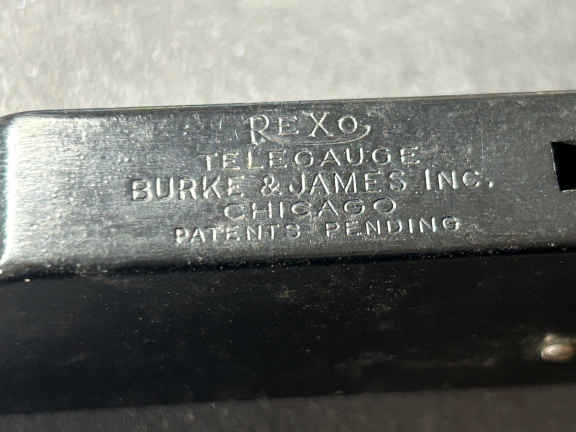 REXO
TELEGAUGE
BURKE & JAMES INC.
CHICAGO
PATENTS PENDING